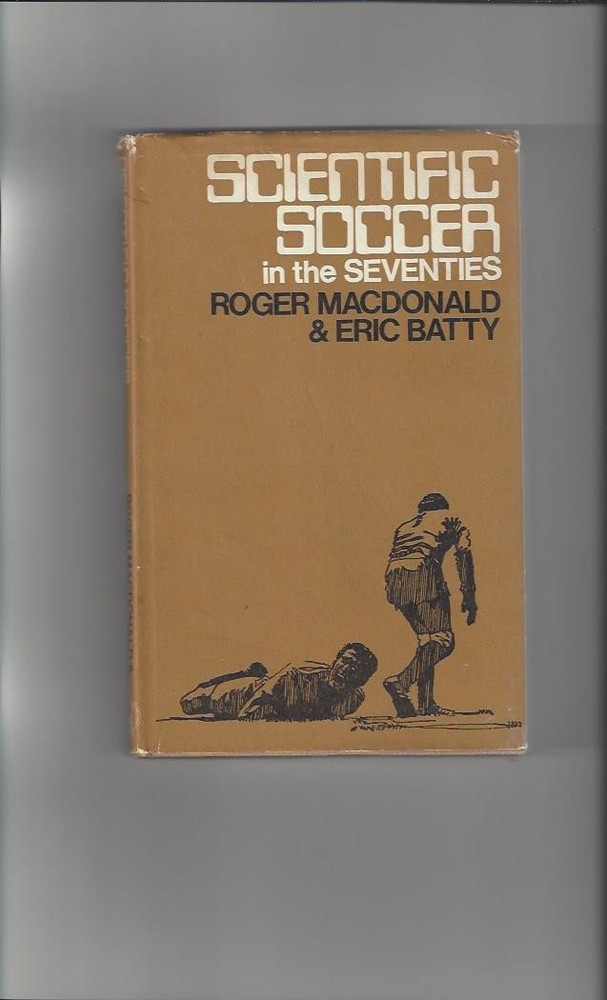 SCIENTIFIC
SOCCER
in the SEVENTIES
ROGER MACDONALD
& ERIC BATTY